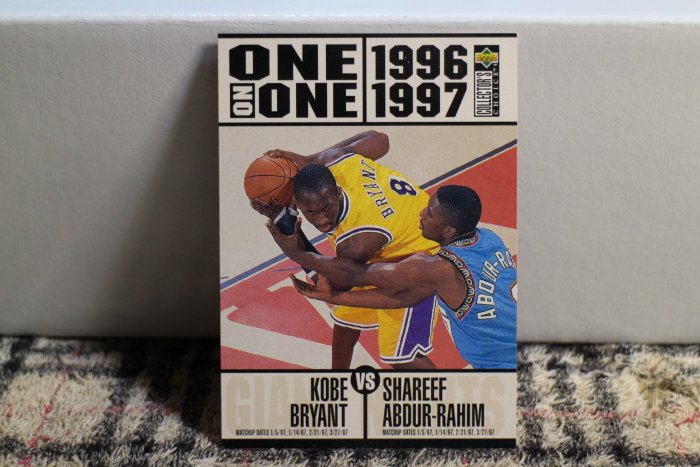 ONE
ON ONE
1996
1997
UPPER DECK
COLLECTOR'S
CHOICE
BRYANT
8
ABDUR-R
KOBE
BRYANT
MATCHUP DATES 1/5/97, 1/14/97, 2/21/97, 3/27/97
VS
SHAREEF
ABDUR-RAHIM
MATCHUP DATES 1/5/97, 1/14/97, 2/21/97, 3/27/97